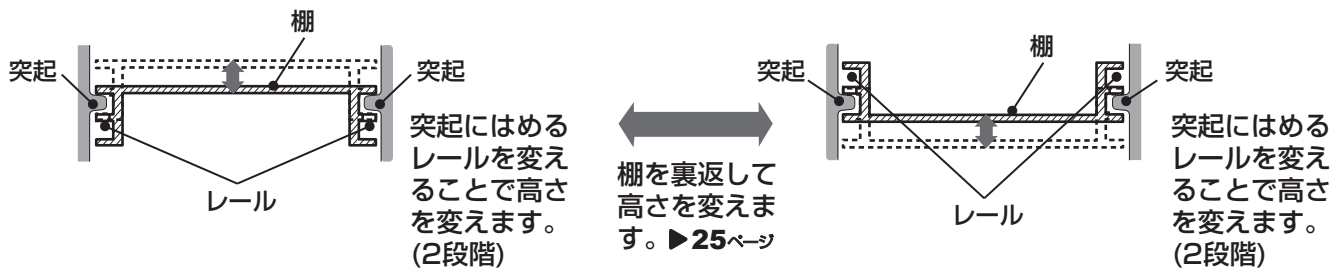 棚
突起
突起
レール
突起にはめる
レールを変え
ることで高さ
を変えます。
(2段階)
棚を裏返して
高さを変えま
す。▶25ページ
棚
突起
突起
レール
突起にはめる
レールを変え
ることで高さ
を変えます。
(2段階)